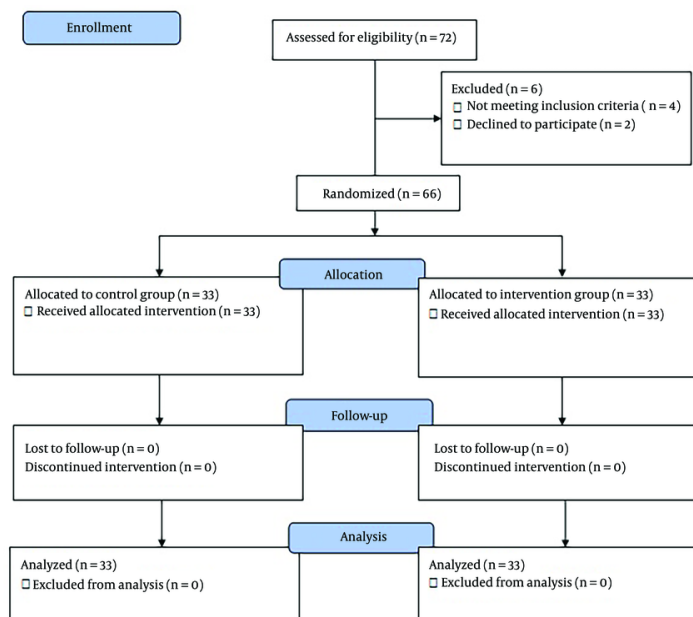 Enrollment
Assessed for eligibility (n = 72)
Excluded (n = 6)
Not meeting inclusion criteria ( n = 4)
Declined to participate (n = 2)
Randomized (n = 66)
Allocation
Allocated to control group (n = 33)
Received allocated intervention (n = 33)
Allocated to intervention group (n = 33)
Received allocated intervention (n = 33)
Follow-up
Lost to follow-up (n = 0)
Discontinued intervention (n = 0)
Lost to follow-up (n = 0)
Discontinued intervention (n = 0)
Analysis
Analyzed (n = 33)
Excluded from analysis (n = 0)
Analyzed (n = 33)
Excluded from analysis (n = 0)